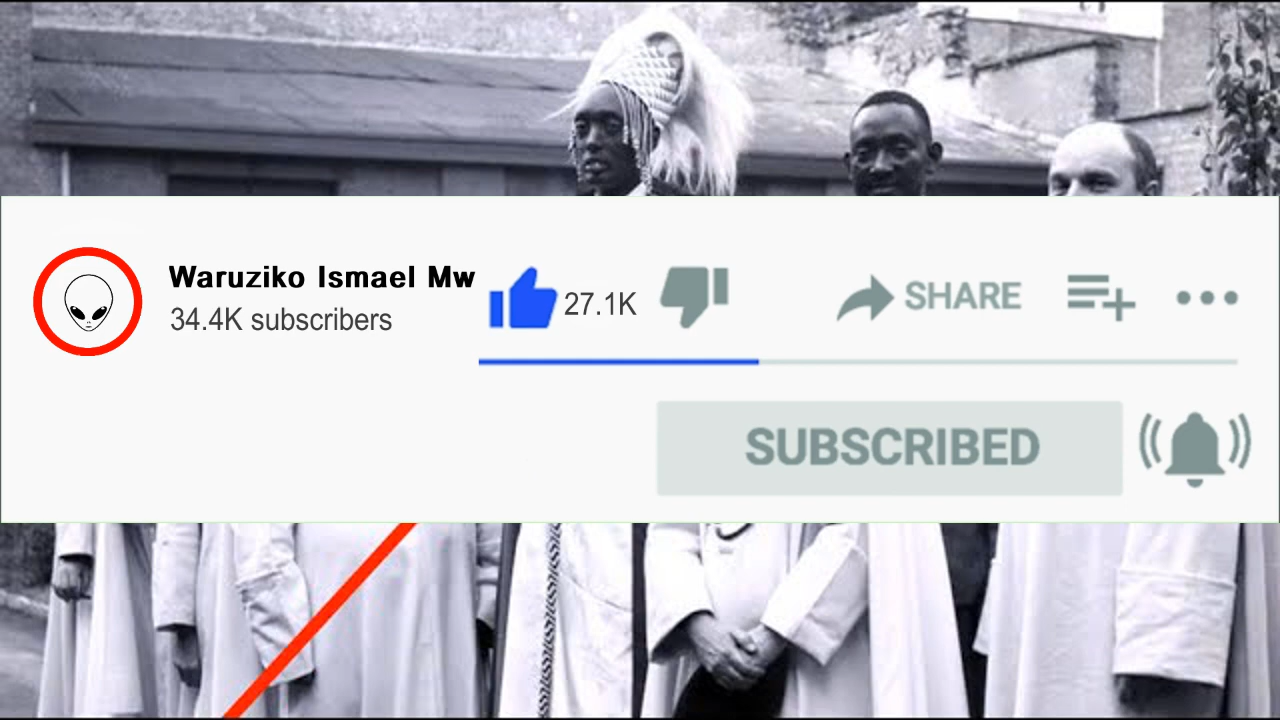 Waruziko Ismael Mw
34.4K subscribers
27.1K
SHARE
SUBSCRIBED